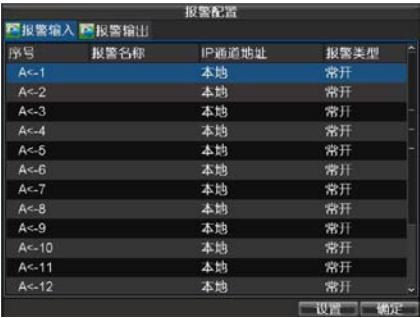 报警配置
报警输入 报警输出
序号 报警名称 IP通道地址 报警类型
A<-1 本地 常开
A<-2 本地 常开
A<-3 本地 常开
A<-4 本地 常开
A<-5 本地 常开
A<-6 本地 常开
A<-7 本地 常开
A<-8 本地 常开
A<-9 本地 常开
A<-10 本地 常开
A<-11 本地 常开
A<-12 本地 常开
设置 确定